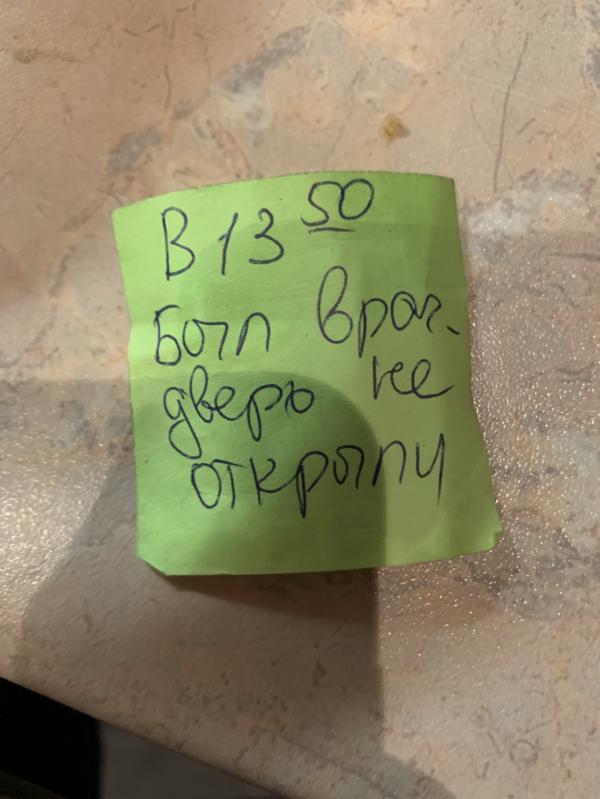 В 13 50
был врач.
дверь не
открыли